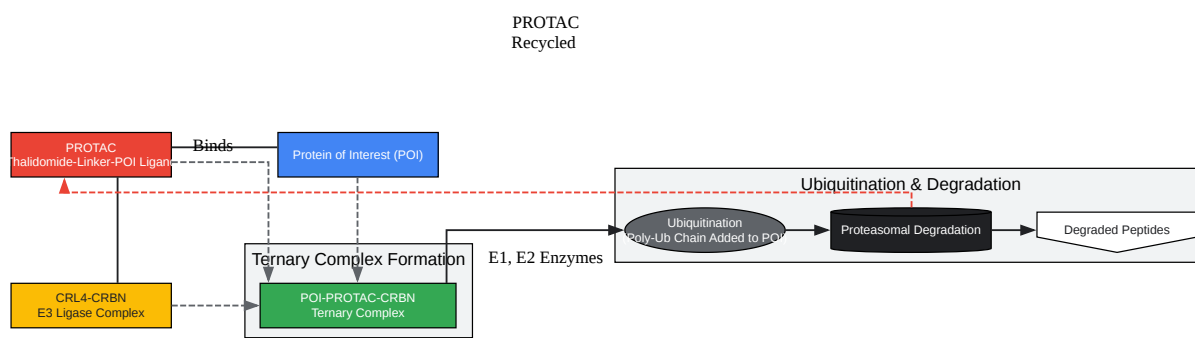 PROTAC
Recycled
PROTAC
Thalidomide-Linker-POI Ligand
Binds
Protein of Interest (POI)
Ubiquitination & Degradation
Ubiquitination
(Poly-Ub Chain Added to POI)
Proteasomal Degradation
Degraded Peptides
Ternary Complex Formation
E1, E2 Enzymes
CRL4-CRBN
E3 Ligase Complex
POI-PROTAC-CRBN
Ternary Complex